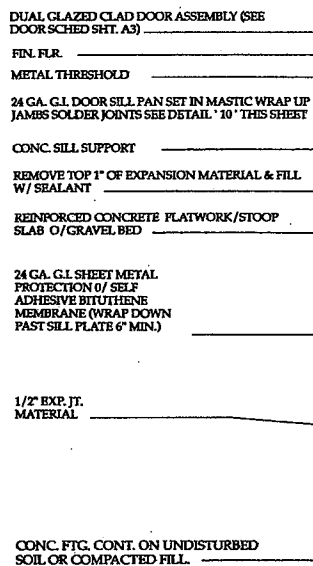 DUAL GLAZED CLAD DOOR ASSEMBLY (SEE
DOOR SCHED SHT. A3)
FIN. FLR.
METAL THRESHOLD
24 GA. G.I. DOOR SILL PAN SET IN MASTIC WRAP UP
JAMBS SOLDER JOINTS SEE DETAIL ' 10 ' THIS SHEET
CONC. SILL SUPPORT
REMOVE TOP 1" OF EXPANSION MATERIAL & FILL
W/ SEALANT
REINFORCED CONCRETE FLATWORK/STOOP
SLAB O/GRAVEL BED
24 GA. G.I. SHEET METAL
PROTECTION O/ SELF
ADHESIVE BITUTHENE
MEMBRANE (WRAP DOWN
PAST SILL PLATE 6" MIN.)
1/2" EXP. JT.
MATERIAL
CONC. FTG. CONT. ON UNDISTURBED
SOIL OR COMPACTED FILL.